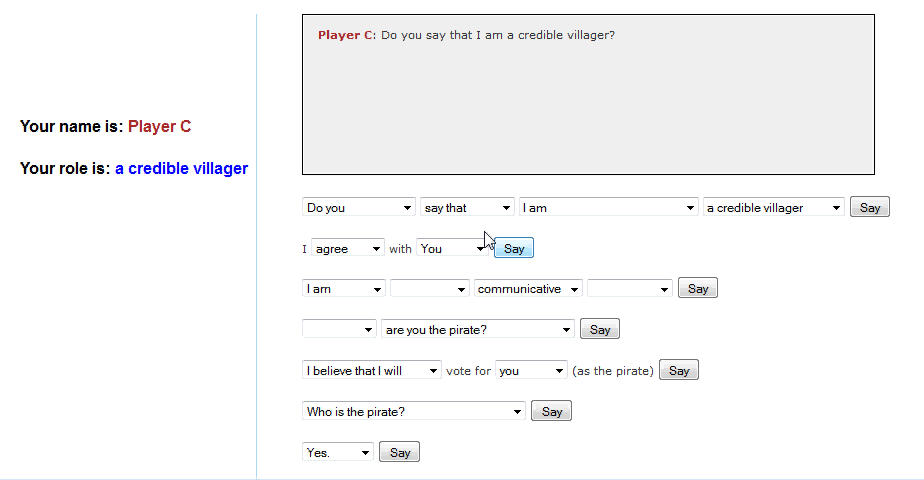 Player C: Do you say that I am a credible villager?
Your name is: Player C
Your role is: a credible villager
Do you say that I am a credible villager Say
I agree with You Say
I am communicative Say
are you the pirate? Say
I believe that I will vote for you (as the pirate) Say
Who is the pirate? Say
Yes. Say